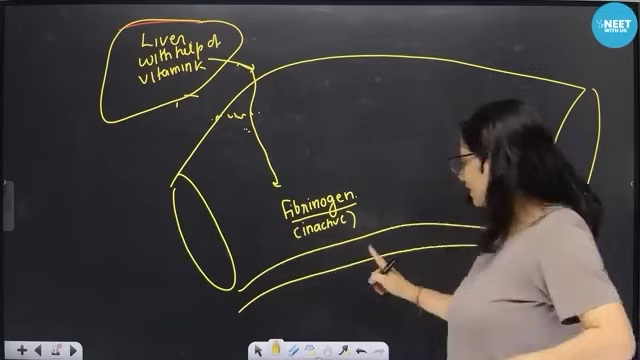 Liver
with help of
vitamin K
Fibrinogen
(inactive)
NEET
WITH US